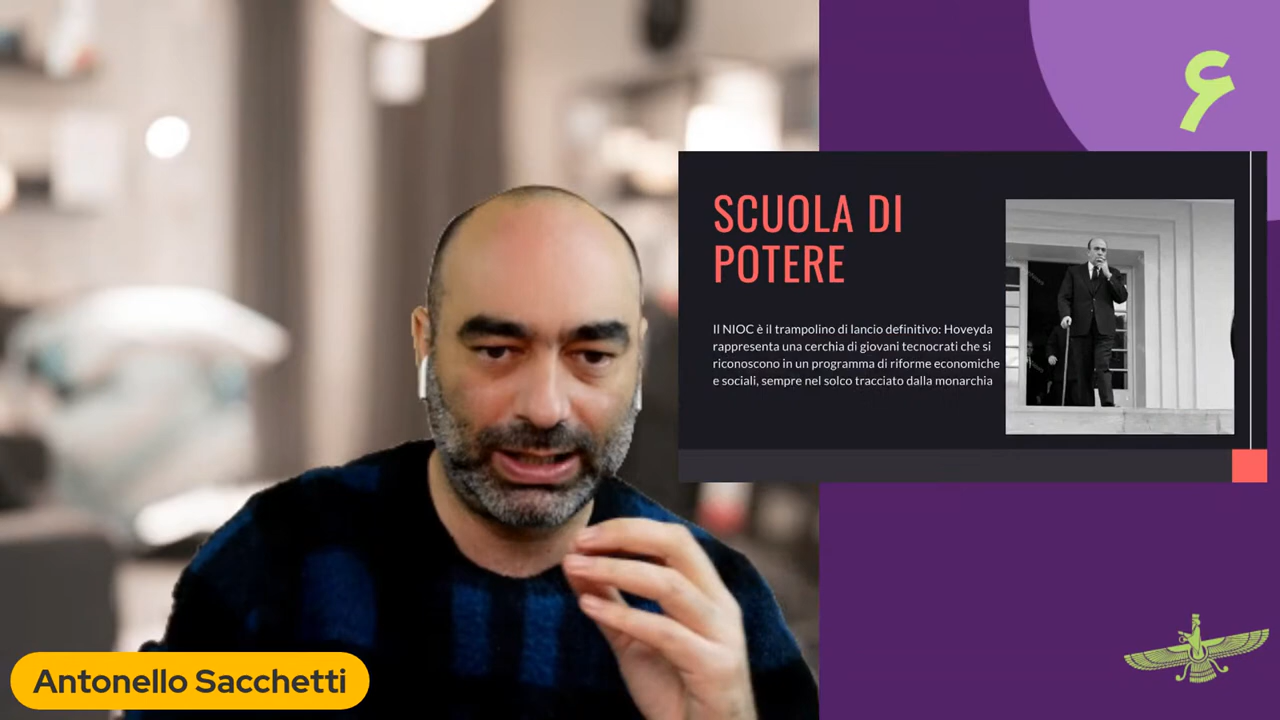 ۶
SCUOLA DI
POTERE
Il NIOC è il trampolino di lancio definitivo: Hoveyda
rappresenta una cerchia di giovani tecnocrati che si
riconoscono in un programma di riforme economiche
e sociali, sempre nel solco tracciato dalla monarchia
Antonello Sacchetti